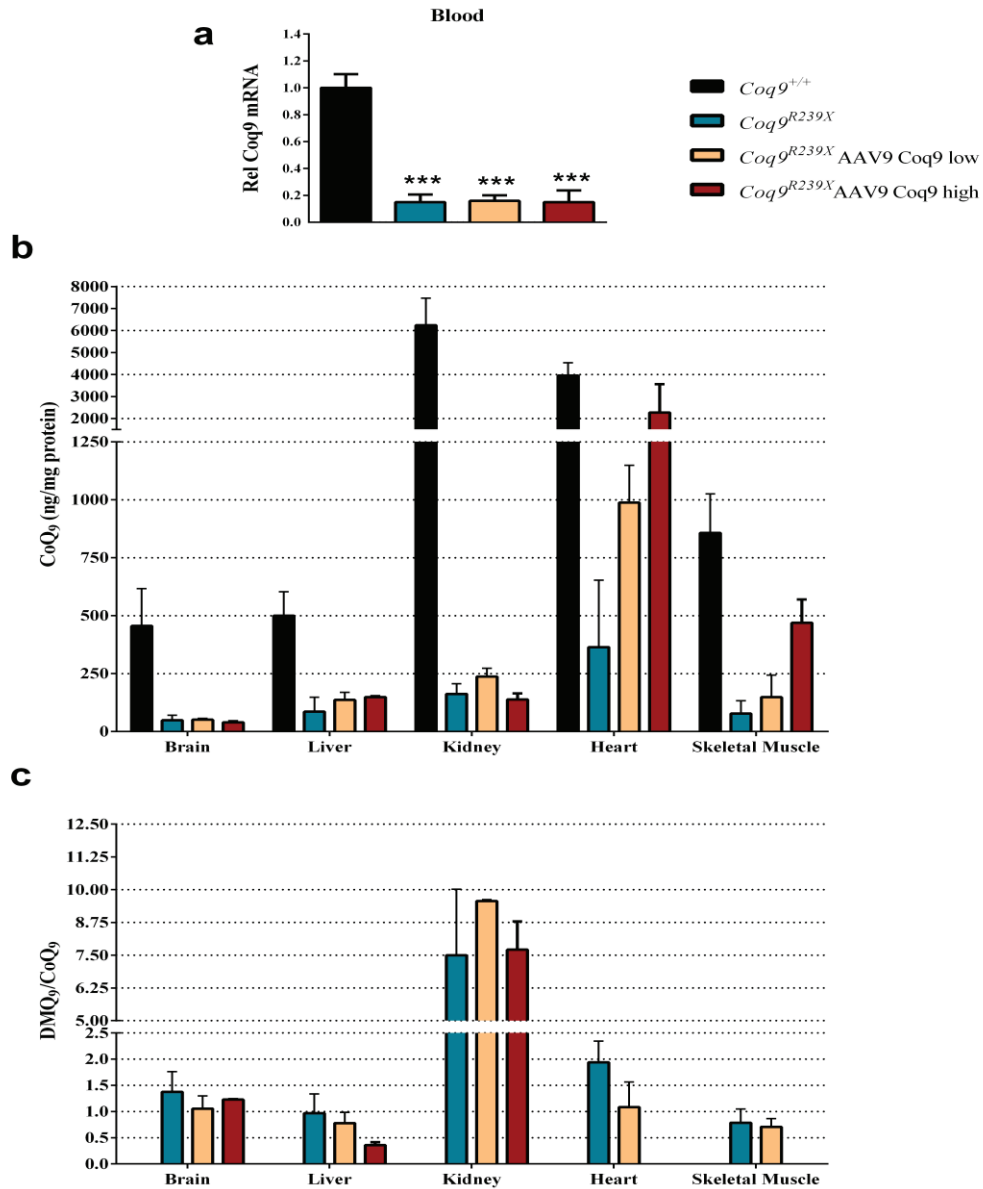 a
Blood
Rel Coq9 mRNA
1.4
1.2
1.0
0.8
0.6
0.4
0.2
0.0
***
***
***
Coq9+/+
Coq9R239X
Coq9R239X AAV9 Coq9 low
Coq9R239X AAV9 Coq9 high
b
CoQ9 (ng/mg protein)
8000
7000
6000
5000
4000
3000
2000
1250
1000
750
500
250
0
Brain Liver Kidney Heart Skeletal Muscle
c
DMQ9/CoQ9
12.50
11.25
10.00
8.75
7.50
6.25
5.00
2.5
2.0
1.5
1.0
0.5
0.0
Brain Liver Kidney Heart Skeletal Muscle